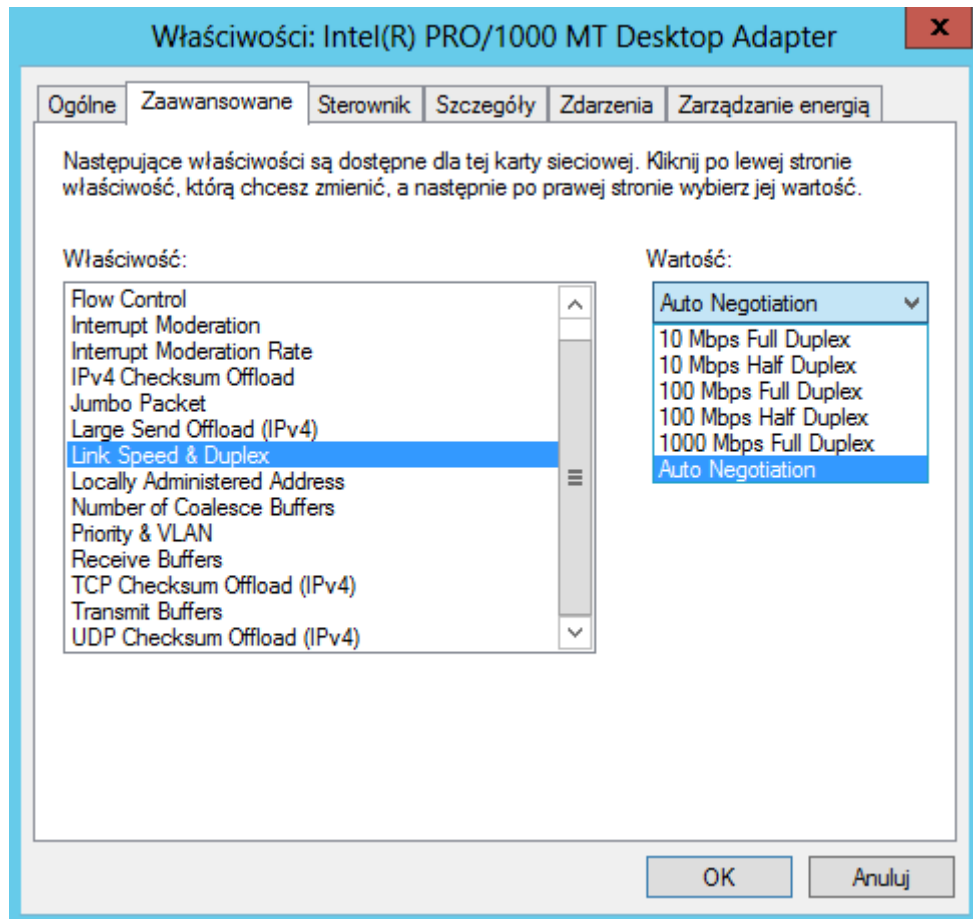 Właściwości: Intel(R) PRO/1000 MT Desktop Adapter
x
Ogólne Zaawansowane Sterownik Szczegóły Zdarzenia Zarządzanie energią
Następujące właściwości są dostępne dla tej karty sieciowej. Kliknij po lewej stronie
właściwość, którą chcesz zmienić, a następnie po prawej stronie wybierz jej wartość.
Właściwość:
Flow Control
Interrupt Moderation
Interrupt Moderation Rate
IPv4 Checksum Offload
Jumbo Packet
Large Send Offload (IPv4)
Link Speed & Duplex
Locally Administered Address
Number of Coalesce Buffers
Priority & VLAN
Receive Buffers
TCP Checksum Offload (IPv4)
Transmit Buffers
UDP Checksum Offload (IPv4)
Wartość:
Auto Negotiation
10 Mbps Full Duplex
10 Mbps Half Duplex
100 Mbps Full Duplex
100 Mbps Half Duplex
1000 Mbps Full Duplex
Auto Negotiation
OK Anuluj